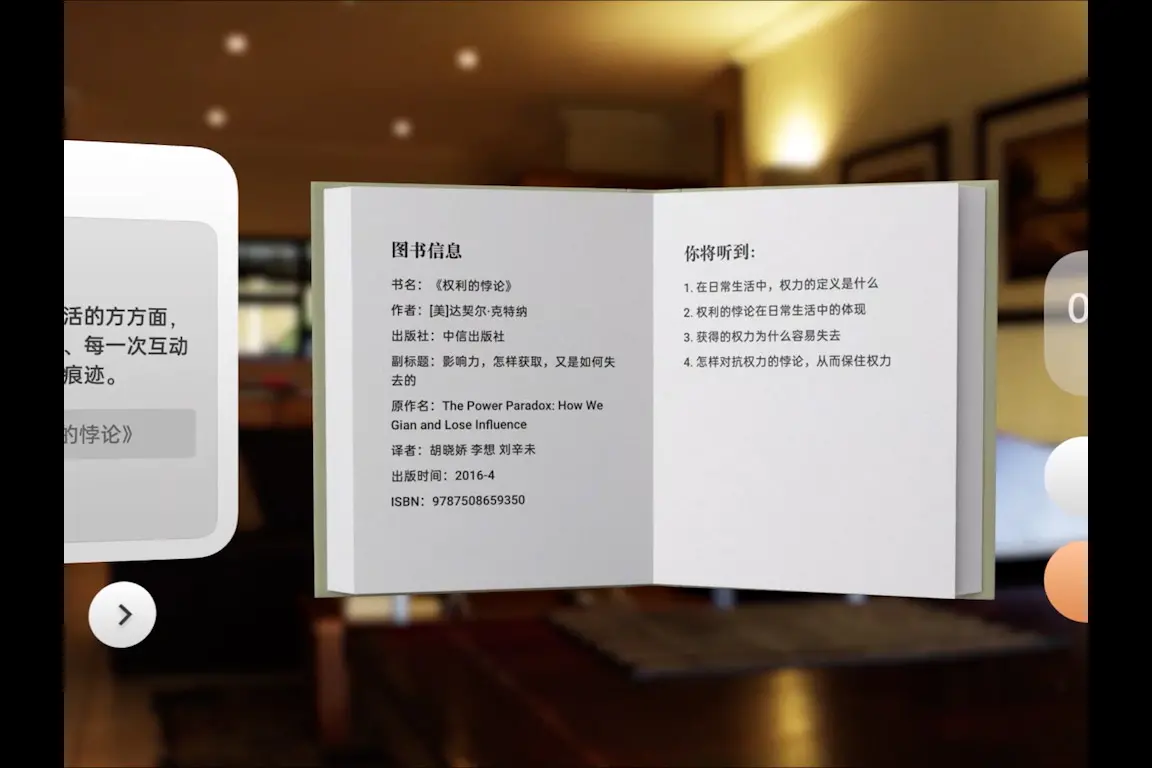 活的方方面，
、每一次互动
痕迹。
的悖论》
图书信息
书名：《权利的悖论》
作者：[美]达契尔·克特纳
出版社：中信出版社
副标题：影响力，怎样获取，又是如何失
去的
原作名：The Power Paradox: How We
Gian and Lose Influence
译者：胡晓娇 李想 刘辛未
出版时间：2016-4
ISBN：9787508659350
你将听到：
1. 在日常生活中，权力的定义是什么
2. 权利的悖论在日常生活中的体现
3. 获得的权力为什么容易失去
4. 怎样对抗权力的悖论，从而保住权力
0